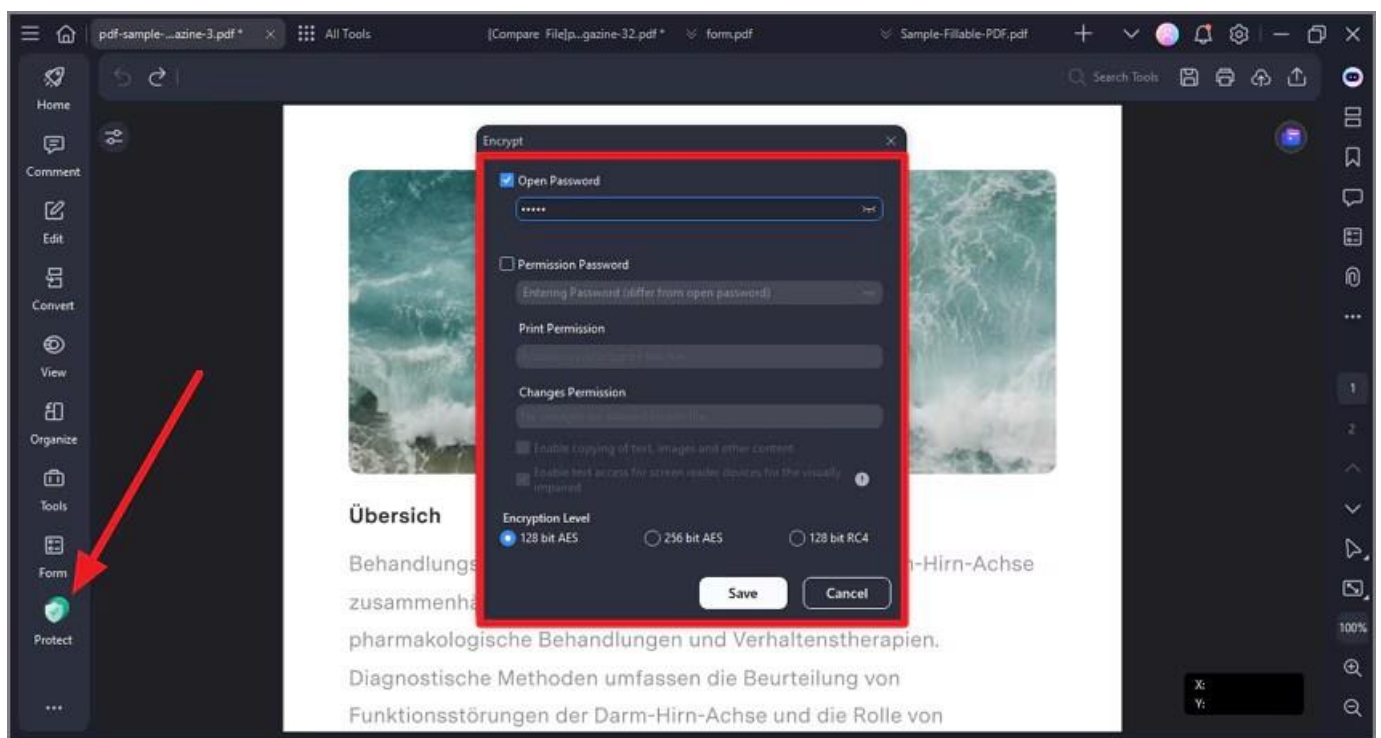 pdf-sample-...azine-3.pdf *
All Tools
[Compare File]p...gazine-32.pdf *
form.pdf
Sample-Fillable-PDF.pdf
Search Tools
Home
Comment
Edit
Convert
View
Organize
Tools
Form
Protect
Encrypt
Open Password
•••••
Permission Password
Entering Password (differ from open password)
Print Permission
Changes Permission
Enable copying of text, images and other content
Enable text access for screen reader devices for the visually
impaired
Encryption Level
128 bit AES
256 bit AES
128 bit RC4
Save
Cancel
Übersich
Behandlungs n-Hirn-Achse
zusammenhä
pharmakologische Behandlungen und Verhaltenstherapien.
Diagnostische Methoden umfassen die Beurteilung von
Funktionsstörungen der Darm-Hirn-Achse und die Rolle von
1
2
100%
X:
Y: